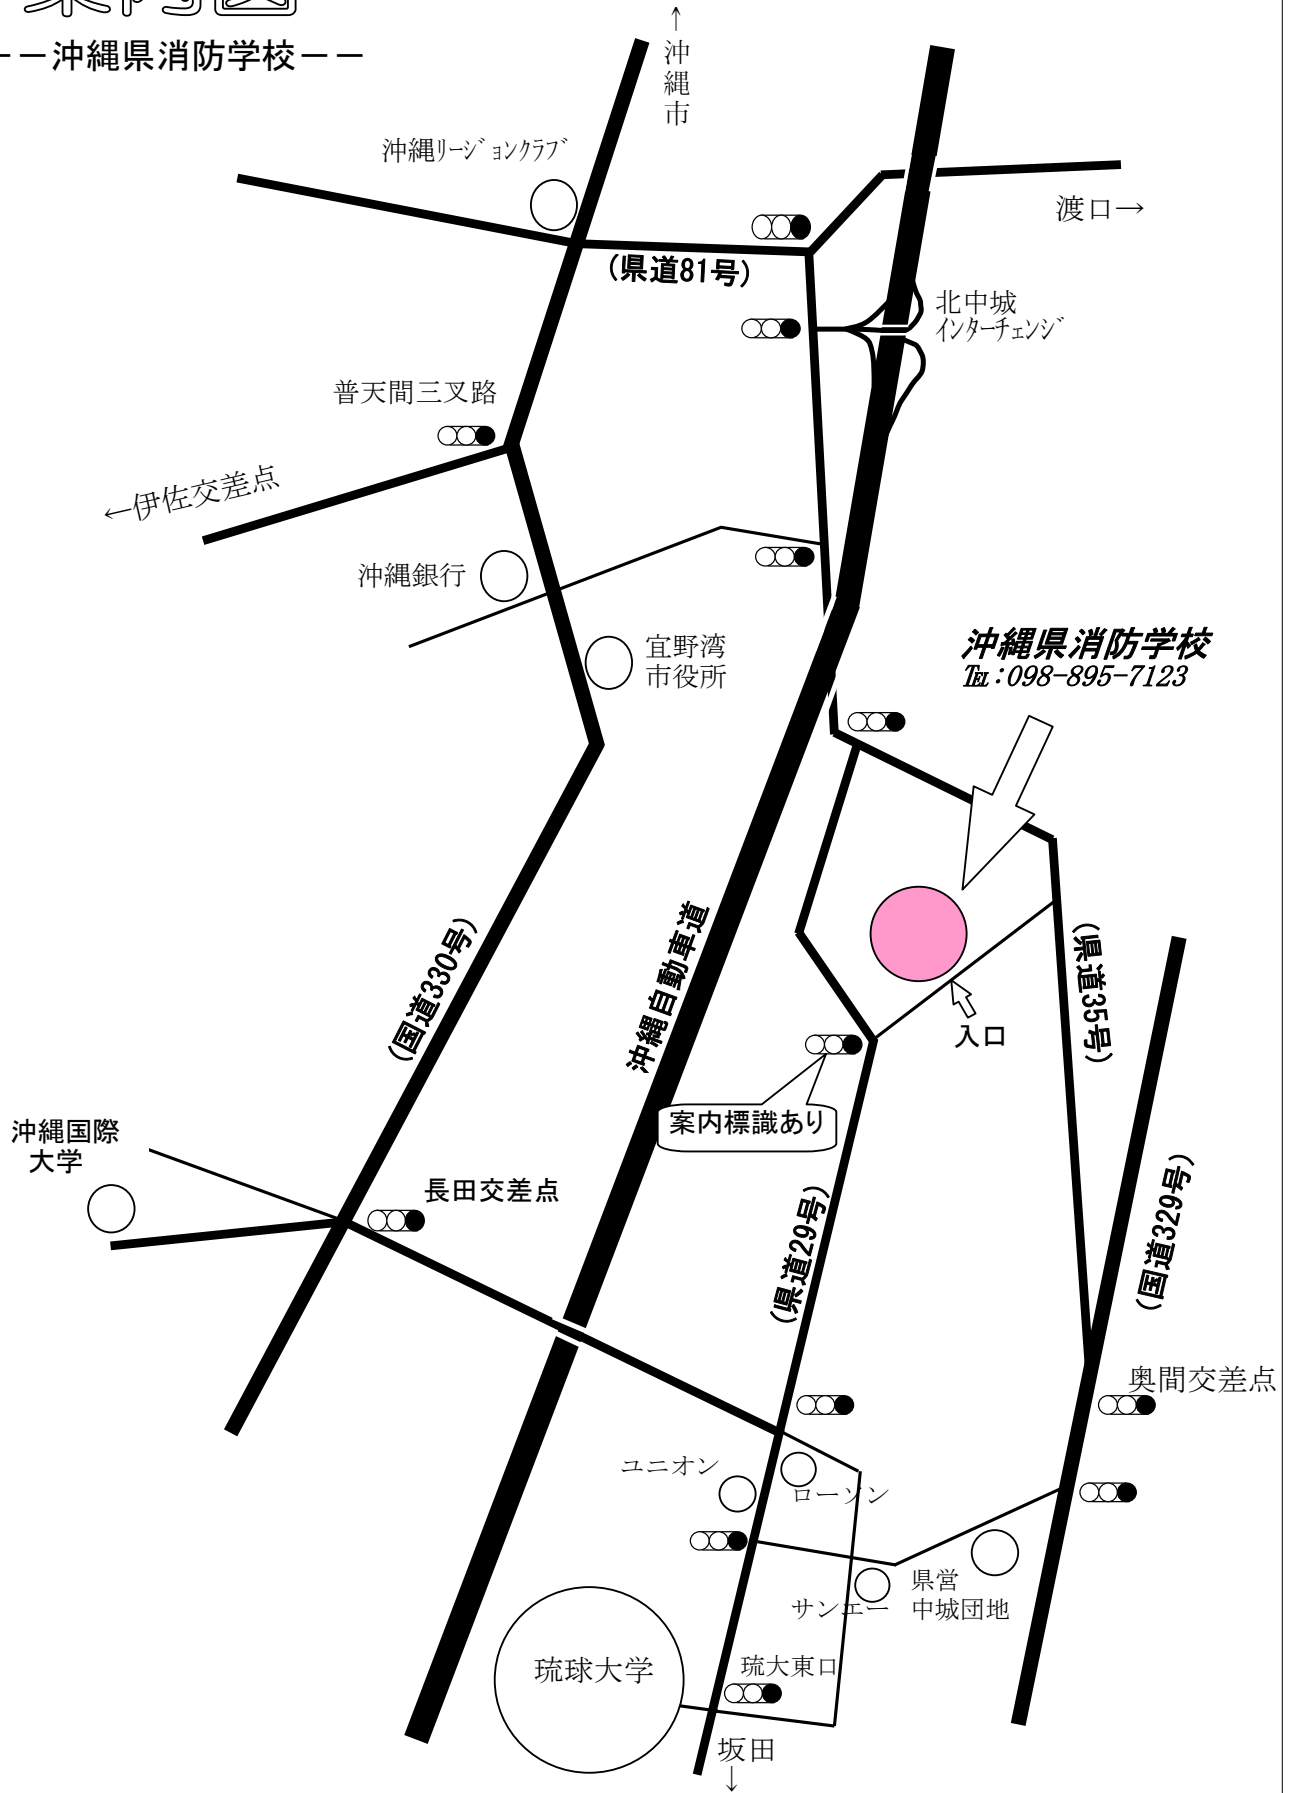 案内図
－－沖縄県消防学校－－
↑
沖縄市
沖縄ﾘｰｼﾞｮﾝｸﾗﾌﾞ
渡口→
(県道81号)
北中城
ｲﾝﾀｰﾁｪﾝｼﾞ
普天間三叉路
←伊佐交差点
沖縄銀行
宜野湾
市役所
沖縄県消防学校
℡:098-895-7123
(国道330号)
沖縄自動車道
(県道35号)
入口
案内標識あり
沖縄国際
大学
長田交差点
(県道29号)
(国道329号)
奥間交差点
ユニオン
ローソン
サンエー
県営
中城団地
琉球大学
琉大東口
坂田
↓